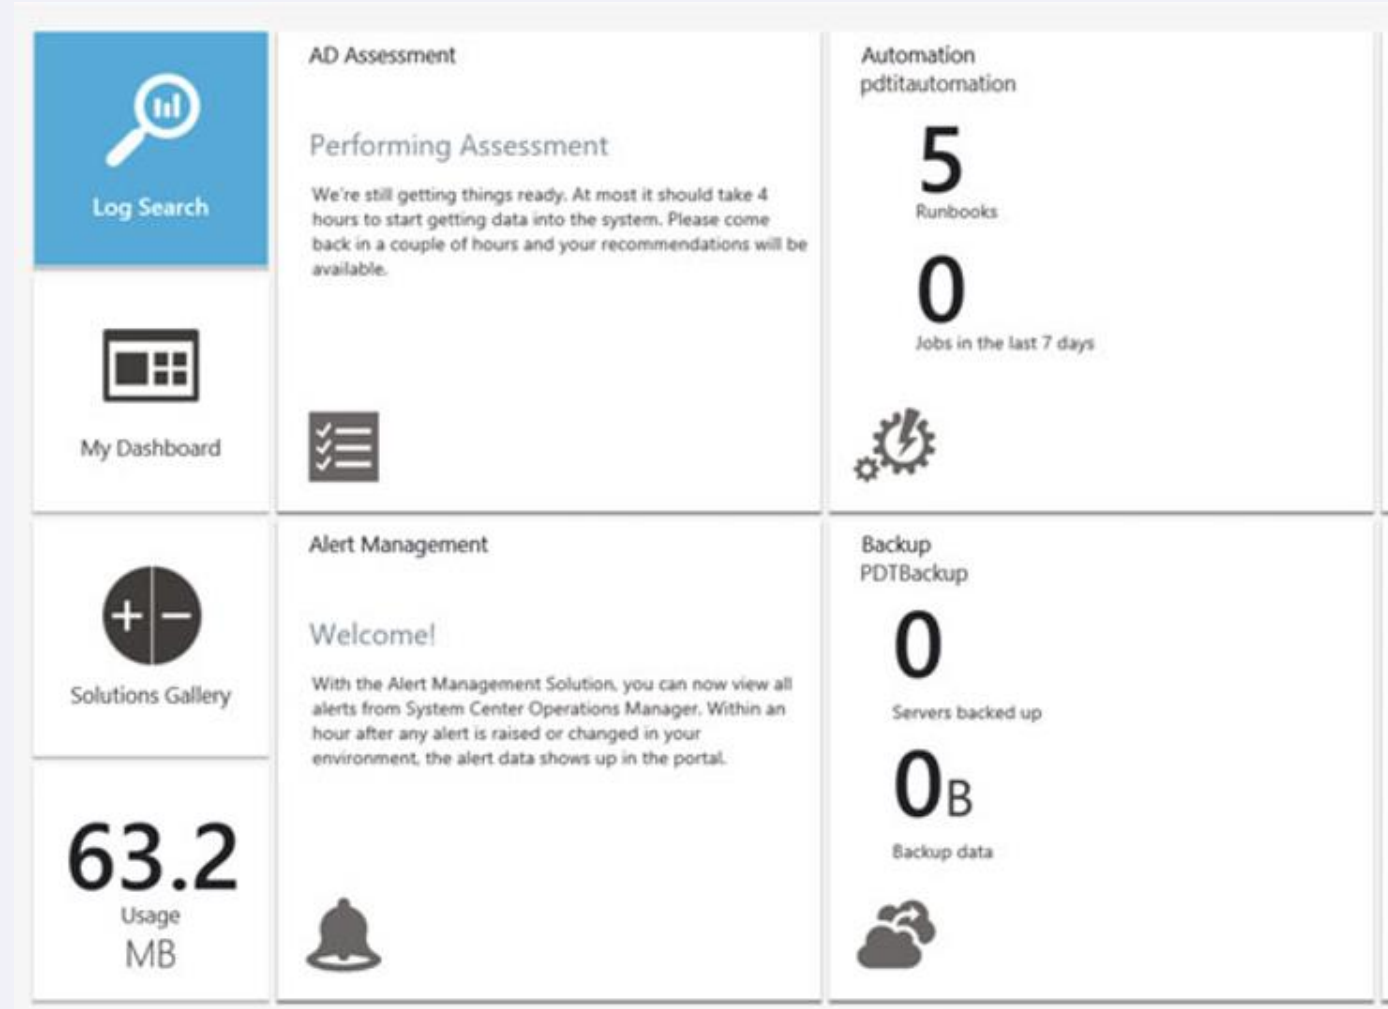 Log Search
My Dashboard
Solutions Gallery
63.2
Usage
MB
AD Assessment
Performing Assessment
We're still getting things ready. At most it should take 4
hours to start getting data into the system. Please come
back in a couple of hours and your recommendations will be
available.
Automation
pdtitautomation
5
Runbooks
0
Jobs in the last 7 days
Alert Management
Welcome!
With the Alert Management Solution, you can now view all
alerts from System Center Operations Manager. Within an
hour after any alert is raised or changed in your
environment, the alert data shows up in the portal.
Backup
PDTBackup
0
Servers backed up
0B
Backup data